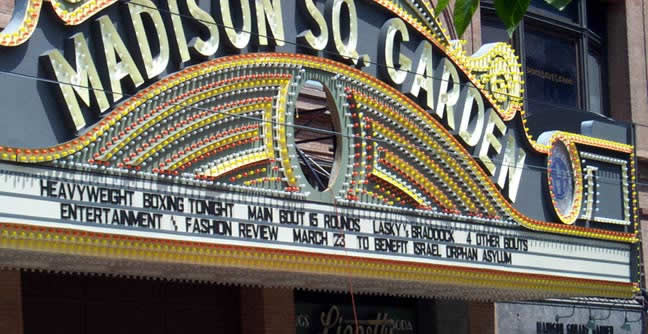 MADISON SQ. GARDEN
HEAVYWEIGHT BOXING TONIGHT MAIN BOUT 15 ROUNDS LASKY v. BRADDOCK 4 OTHER BOUTS
ENTERTAINMENT & FASHION REVIEW MARCH 23 TO BENEFIT ISRAEL ORPHAN ASYLUM
SODA